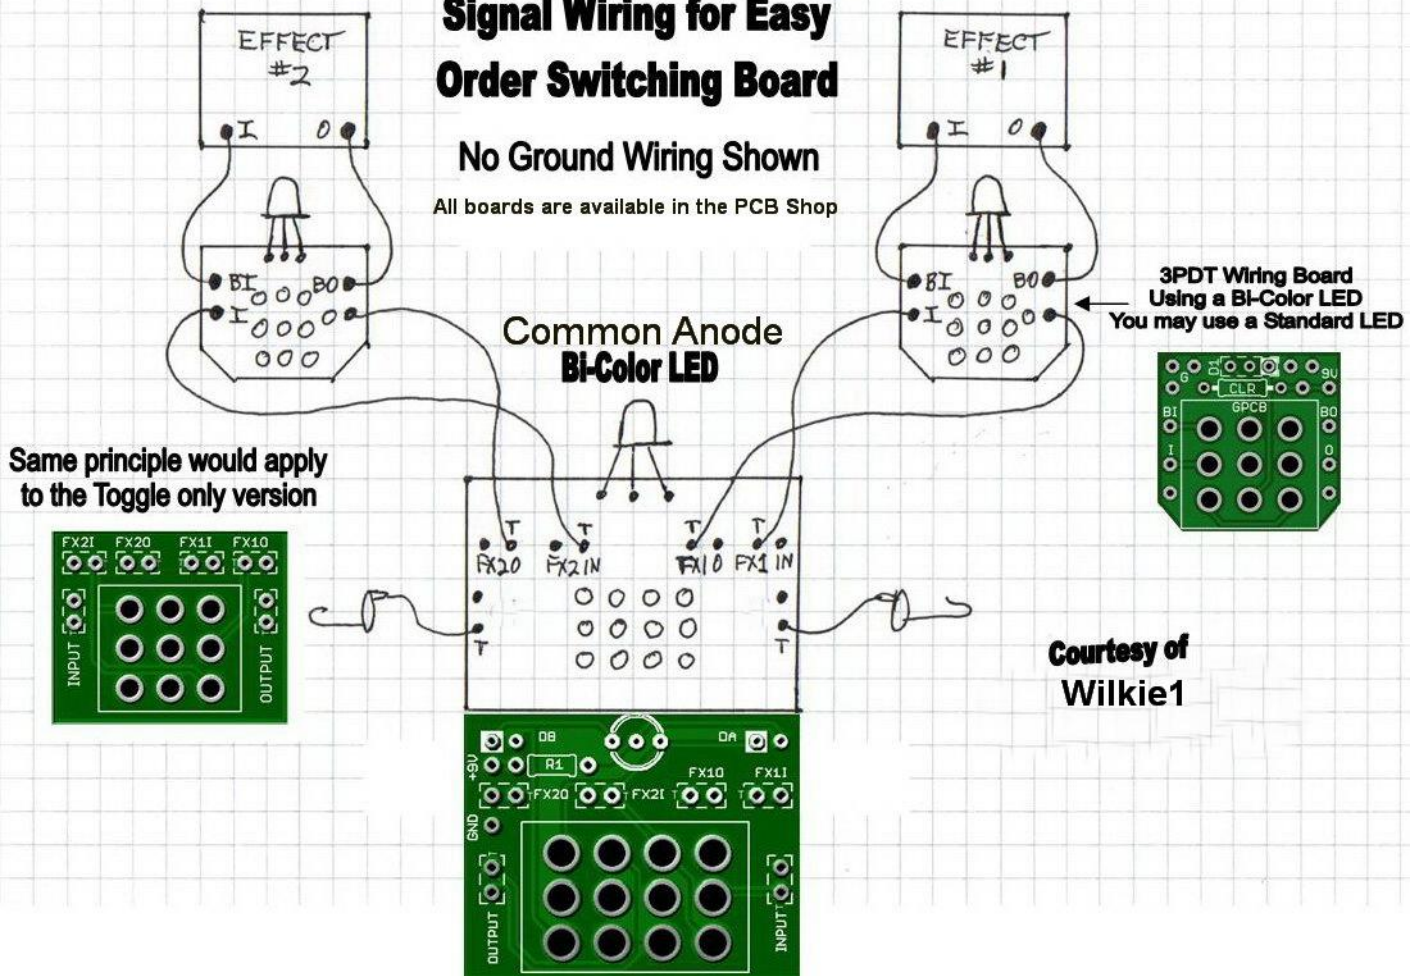 Signal Wiring for Easy
Order Switching Board
No Ground Wiring Shown
All boards are available in the PCB Shop
EFFECT
#2
I O
EFFECT
#1
I O
BI BO
I O
BI BO
I O
3PDT Wiring Board
Using a Bi-Color LED
You may use a Standard LED
Common Anode
Bi-Color LED
G D1 9V
CLR
GPCB
BI BO
I O
Same principle would apply
to the Toggle only version
FX2I FX2O FX1I FX1O
INPUT OUTPUT
T T T T
FX2O FX2IN FX1O FX1 IN
T T
Courtesy of
Wilkie1
DB DA
+9V R1
FX1O FX1I
T FX2O T FX2I T T
GND
T
OUTPUT INPUT T